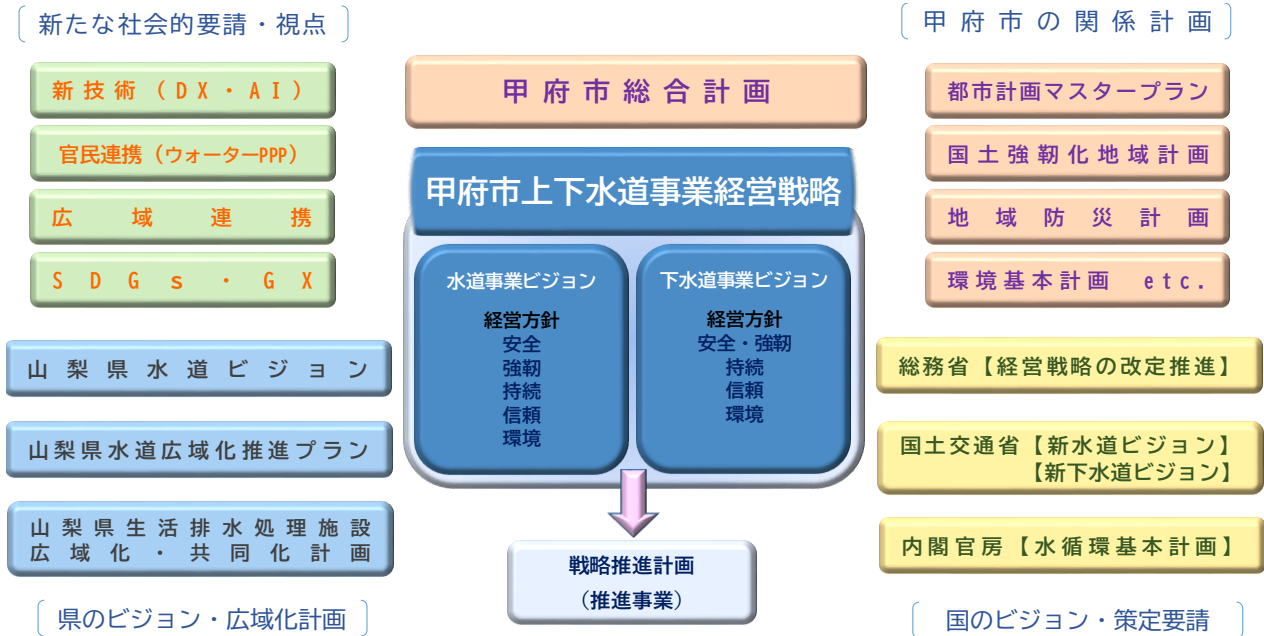 新たな社会的要請・視点
新技術(DX・AI)
官民連携(ウォーターPPP)
広域連携
SDGs・GX
山梨県水道ビジョン
山梨県水道広域化推進プラン
山梨県生活排水処理施設
広域化・共同化計画
県のビジョン・広域化計画
甲府市総合計画
甲府市上下水道事業経営戦略
水道事業ビジョン
経営方針
安全
強靭
持続
信頼
環境
下水道事業ビジョン
経営方針
安全・強靭
持続
信頼
環境
戦略推進計画
(推進事業)
甲府市の関係計画
都市計画マスタープラン
国土強靭化地域計画
地域防災計画
環境基本計画 etc.
総務省【経営戦略の改定推進】
国土交通省【新水道ビジョン】
【新下水道ビジョン】
内閣官房【水循環基本計画】
国のビジョン・策定要請